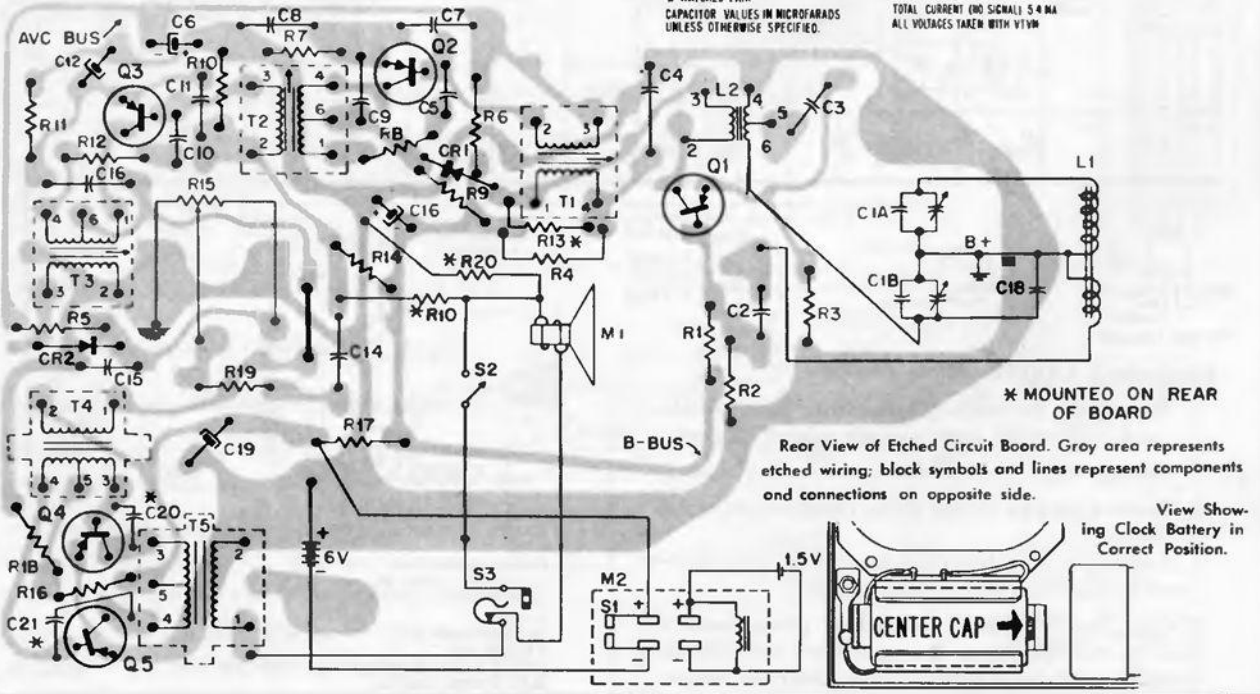 CAPACITOR VALUES IN MICROFARADS
UNLESS OTHERWISE SPECIFIED.
TOTAL CURRENT (NO SIGNAL) 5.4 MA
ALL VOLTAGES TAKEN WITH VTVM
AVC BUS
C6
C8
C7
R7
Q2
C12
Q3
R10
C11
3
4
T2
6
2
1
C9
C5
R6
C4
L2
3
4
5
2
6
C3
R11
R12
C10
R8
CR1
R9
2
3
T1
1
4
Q1
L1
C16
R15
C16
R13 *
R4
C1A
B+
C1B
C18
4
6
1
T3
3
2
R14
* R20
* R10
M1
R5
CR2
C15
C14
R19
S2
R1
C2
R3
R2
* MOUNTED ON REAR
OF BOARD
2
T4
1
4
5
3
C19
R17
B-BUS
Rear View of Etched Circuit Board. Gray area represents
etched wiring; block symbols and lines represent components
and connections on opposite side.
View Show-
ing Clock Battery in
Correct Position.
Q4
*
C20
T5
3
2
5
4
1
R18
R16
C21
*
Q5
+
6V
-
S3
M2
S1
+
+
-
-
1.5V
CENTER CAP